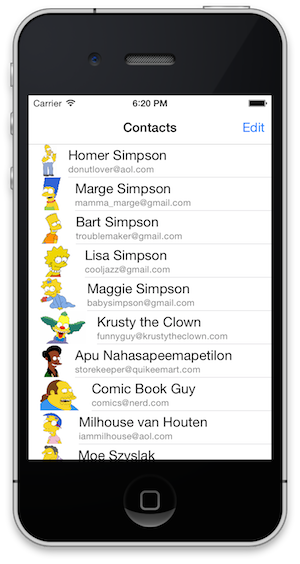 Carrier 6:20 PM
Contacts Edit
Homer Simpson
donutlover@aol.com
Marge Simpson
mamma_marge@gmail.com
Bart Simpson
troublemaker@gmail.com
Lisa Simpson
cooljazz@gmail.com
Maggie Simpson
babysimpson@gmail.com
Krusty the Clown
funnyguy@krustytheclown.com
Apu Nahasapeemapetilon
storekeeper@quikeemart.com
Comic Book Guy
comics@nerd.com
Milhouse van Houten
iammilhouse@aol.com
Moe Szyslak